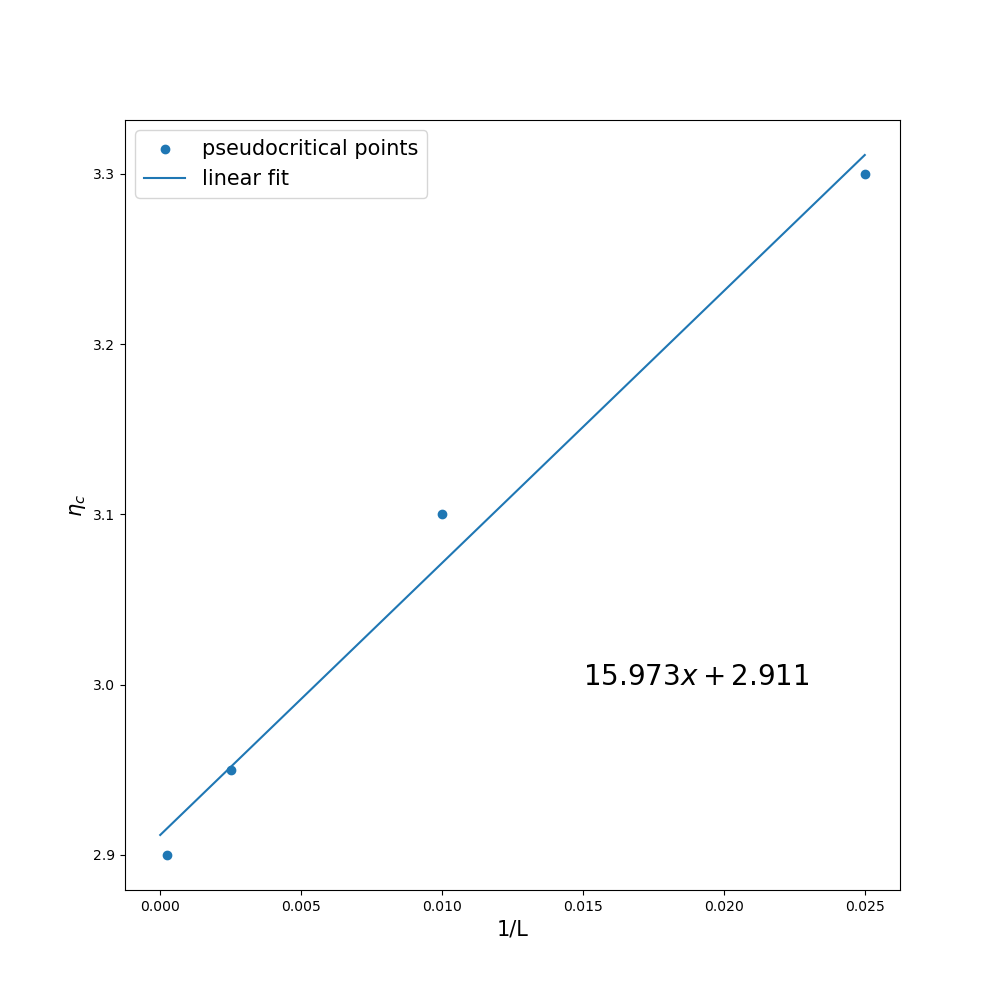 pseudocritical points
linear fit
3.3
3.2
3.1
3.0
2.9
η_c
15.973x + 2.911
0.000 0.005 0.010 0.015 0.020 0.025
1/L